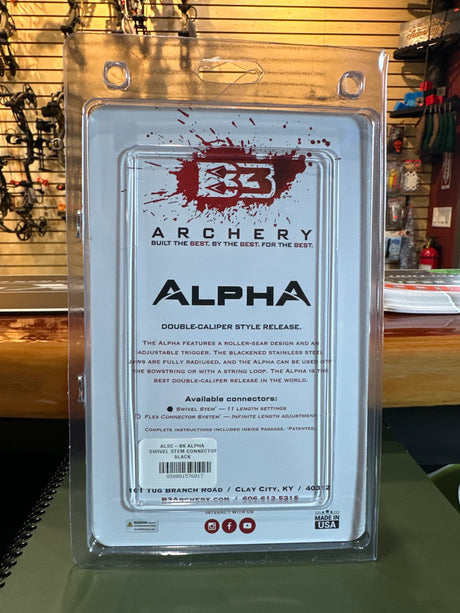 B3
ARCHERY
BUILT THE BEST. BY THE BEST. FOR THE BEST.
ALPHA
DOUBLE-CALIPER STYLE RELEASE.
THE ALPHA FEATURES A ROLLER-SEAR DESIGN AND AN
ADJUSTABLE TRIGGER. THE BLACKENED STAINLESS STEEL
JAWS ARE FULLY RADIUSED, AND THE ALPHA CAN BE USED OFF
THE BOWSTRING OR WITH A STRING LOOP. THE ALPHA IS THE
BEST DOUBLE-CALIPER RELEASE IN THE WORLD.
Available connectors:
SWIVEL STEM — 11 LENGTH SETTINGS
FLEX CONNECTOR SYSTEM — INFINITE LENGTH ADJUSTMENT
COMPLETE INSTRUCTIONS INCLUDED INSIDE PACKAGE. *PATENTED.
ALSC-BK ALPHA
SWIVEL STEM CONNECTOR
BLACK
TUG BRANCH ROAD / CLAY CITY, KY / 40312
B3ARCHERY.COM / 606.613.5315
INTERACT WITH US
WARNING
MADE IN
USA